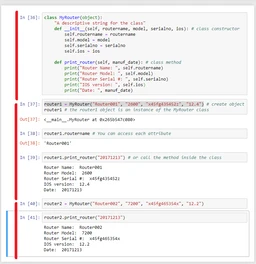 In [36]: class MyRouter(object):
"A descriptive string for the class"
def __init__(self, routername, model, serialno, ios): # class constructor
self.routername = routername
self.model = model
self.serialno = serialno
self.ios = ios
def print_router(self, manuf_date): # class method
print("Router Name: ", self.routername)
print("Router Model: ", self.model)
print("Router Serial #: ", self.serialno)
print("IOS version: ", self.ios)
print("Date: ", manuf_date)
In [37]: router1 = MyRouter("Router001", "2600", "x45fg435452z", "12.4") # create object
router1 # the router1 object is an instance of the MyRouter class
Out[37]: <__main__.MyRouter at
In [38]: router1.routername # You can access each attribute
Out[38]: 'Router001'
In [39]: router1.print_router("20171213") # or call the method inside the class
Router Name: Router001
Router Model: 2600
Router Serial #:
IOS version: 12.4
Date: 20171213
In [40]: router2 = MyRouter("Router002", "7200", "12.2")
In [41]: router2.print_router("20171213")
Router Name: Router002
Router Model: 7200
Router Serial #:
IOS version: 12.2
Date: 20171213